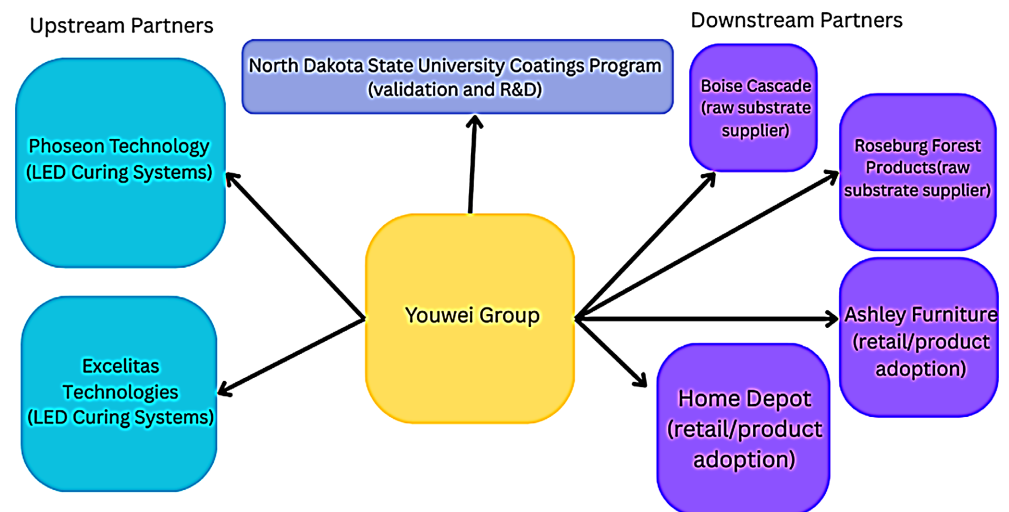 Upstream Partners
Downstream Partners
North Dakota State University Coatings Program
(validation and R&D)
Phoseon Technology
(LED Curing Systems)
Excelitas
Technologies
(LED Curing Systems)
Youwei Group
Boise Cascade
(raw substrate
supplier)
Roseburg Forest
Products(raw
substrate supplier)
Ashley Furniture
(retail/product
adoption)
Home Depot
(retail/product
adoption)